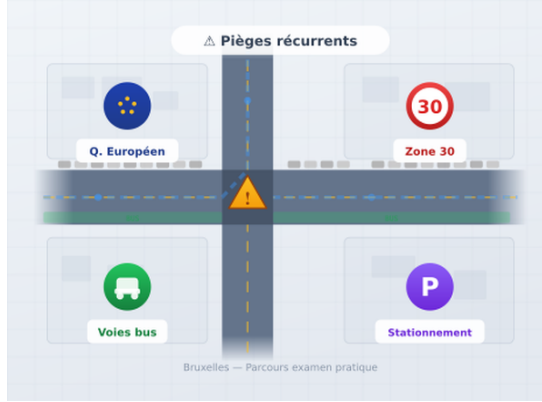 ⚠ Pièges récurrents
Q. Européen
30
Zone 30
!
Voies bus
P
Stationnement
Bruxelles — Parcours examen pratique